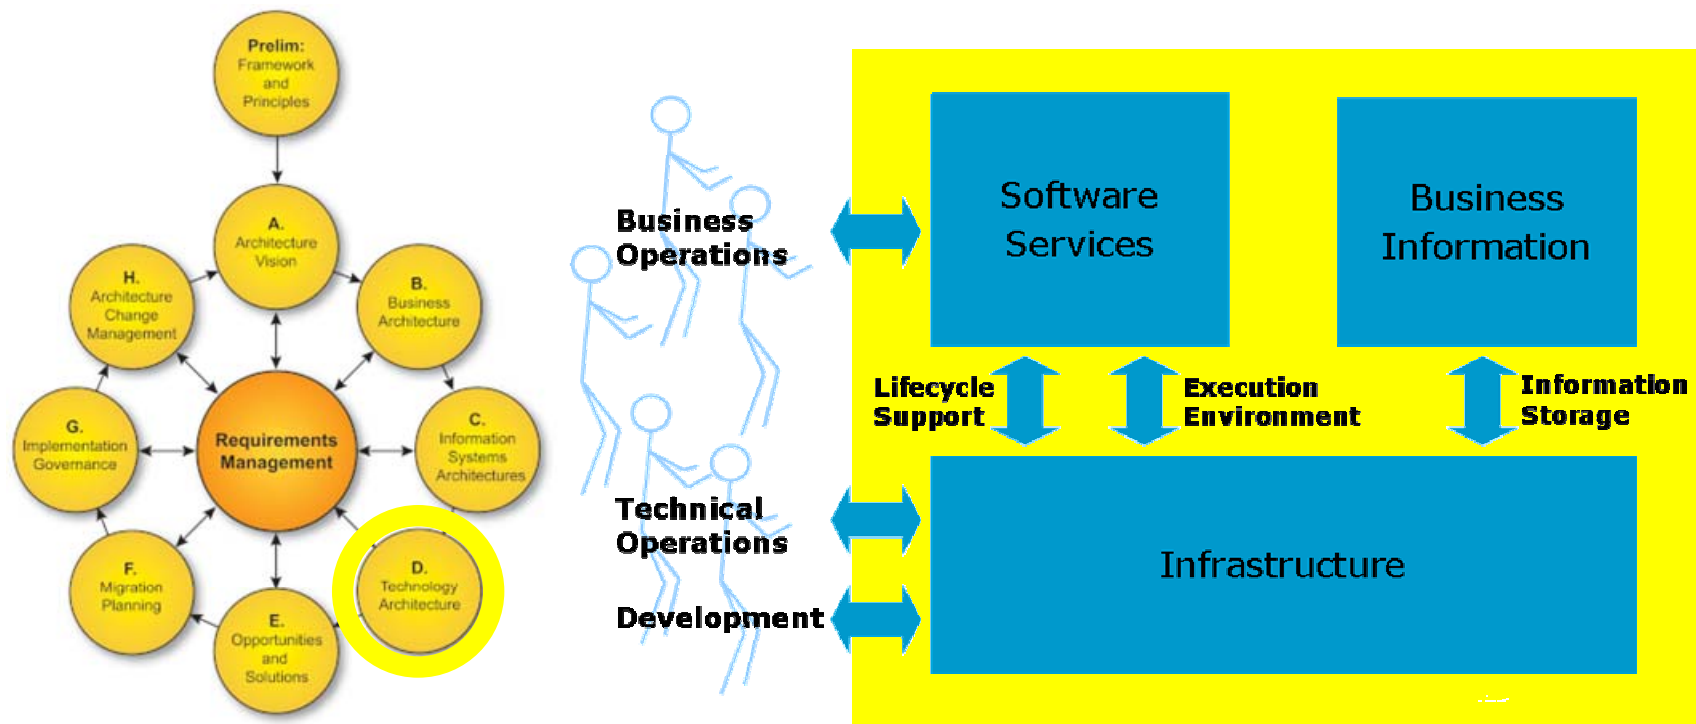 Prelim:
Framework
and
Principles
A.
Architecture
Vision
B.
Business
Architecture
C.
Information
Systems
Architectures
D.
Technology
Architecture
E.
Opportunities
and
Solutions
F.
Migration
Planning
G.
Implementation
Governance
H.
Architecture
Change
Management
Requirements
Management
Business
Operations
Technical
Operations
Development
Software
Services
Business
Information
Lifecycle
Support
Execution
Environment
Information
Storage
Infrastructure